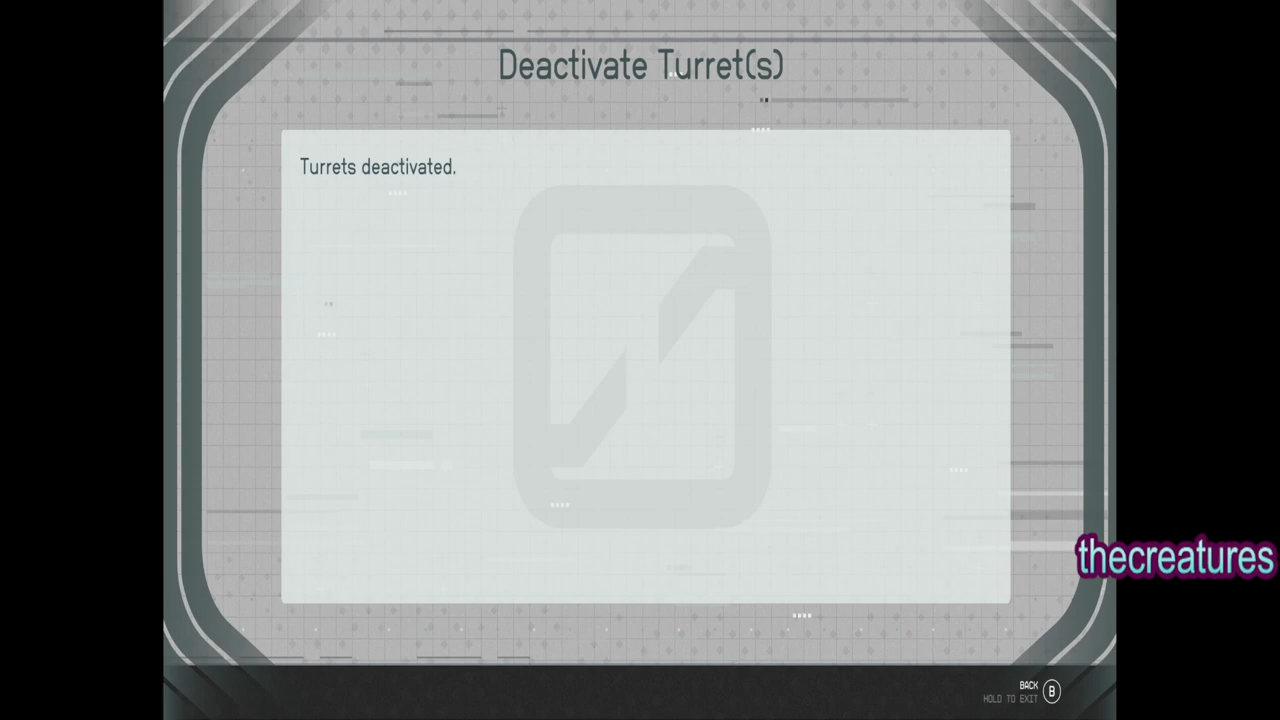 Deactivate Turret(s)
Turrets deactivated.
thecreatures
BACK
HOLD TO EXIT
B